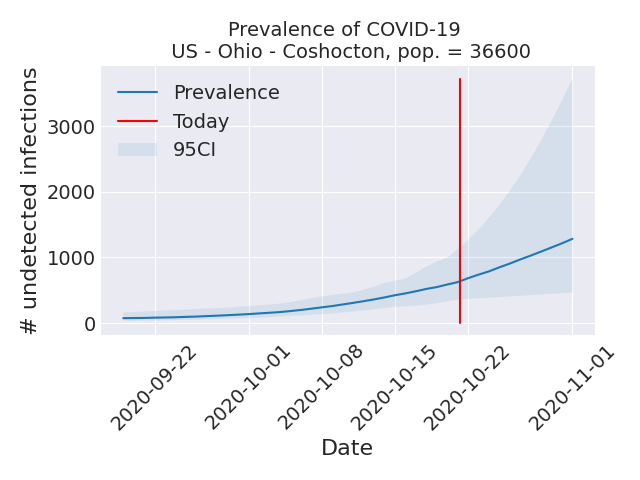 Prevalence of COVID-19
US - Ohio - Coshocton, pop. = 36600
Prevalence
Today
95CI
# undetected infections
3000
2000
1000
0
2020-09-22
2020-10-01
2020-10-08
2020-10-15
2020-10-22
2020-11-01
Date